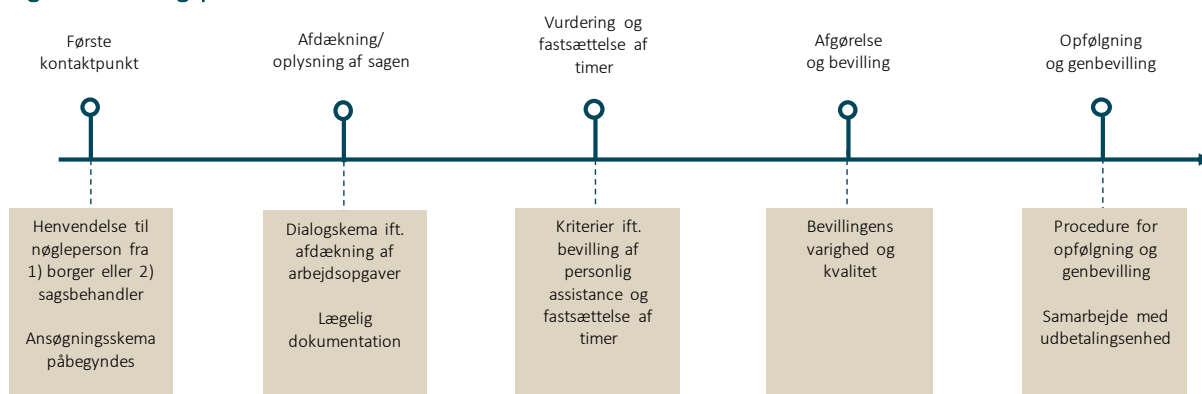 Første
kontaktpunkt
Afdækning/
oplysning af sagen
Vurdering og
fastsættelse af
timer
Afgørelse
og bevilling
Opfølgning
og genbevilling
Henvendelse til
nøgleperson fra
1) borger eller 2)
sagsbehandler
Ansøgningsskema
påbegyndes
Dialogskema ift.
afdækning af
arbejdsopgaver
Lægelig
dokumentation
Kriterier ift.
bevilling af
personlig
assistance og
fastsættelse af
timer
Bevillingens
varighed og
kvalitet
Procedure for
opfølgning og
genbevilling
Samarbejde med
udbetalingsenhed